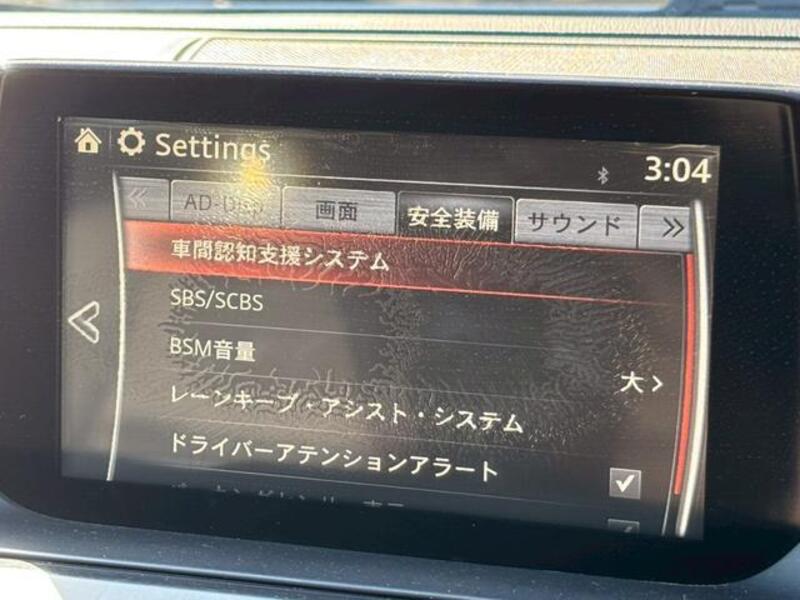 Settings
3:04
AD-Disp 画面 安全装備 サウンド
車間認知支援システム
SBS/SCBS
BSM音量
大
レーンキープ・アシスト・システム
ドライバーアテンションアラート